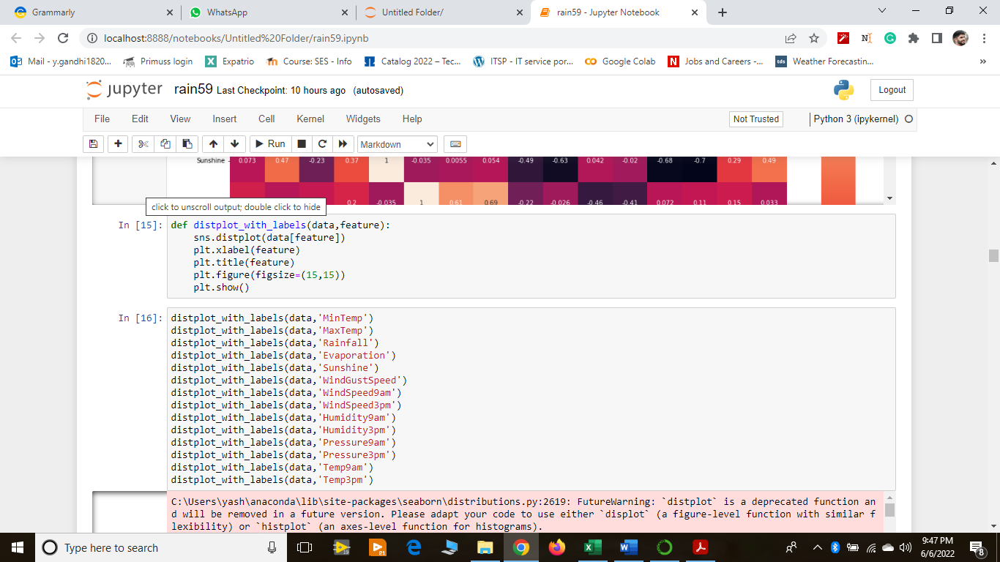 Grammarly WhatsApp Untitled Folder/ rain59 - Jupyter Notebook
localhost:8888/notebooks/Untitled%20Folder/rain59.ipynb
Mail - y.gandhi1820... Primuss login Expatrio Course: SES - Info Catalog 2022 – Tec... ITSP - IT service por... Google Colab Jobs and Careers -... tds Weather Forecastin... »
jupyter rain59 Last Checkpoint: 10 hours ago (autosaved) Logout
File Edit View Insert Cell Kernel Widgets Help Not Trusted Python 3 (ipykernel)
Run Markdown
Sunshine - 0.073 0.47 -0.23 0.37 1 -0.035 0.0055 0.054 -0.49 -0.63 0.042 -0.02 -0.68 -0.7 0.29 0.49
0.2 -0.035 1 0.61 0.69 -0.22 -0.026 -0.46 -0.41 0.072 0.11 0.15 0.033
click to unscroll output; double click to hide
In [15]: def distplot_with_labels(data,feature):
sns.distplot(data[feature])
plt.xlabel(feature)
plt.title(feature)
plt.figure(figsize=(15,15))
plt.show()
In [16]: distplot_with_labels(data,'MinTemp')
distplot_with_labels(data,'MaxTemp')
distplot_with_labels(data,'Rainfall')
distplot_with_labels(data,'Evaporation')
distplot_with_labels(data,'Sunshine')
distplot_with_labels(data,'WindGustSpeed')
distplot_with_labels(data,'WindSpeed9am')
distplot_with_labels(data,'WindSpeed3pm')
distplot_with_labels(data,'Humidity9am')
distplot_with_labels(data,'Humidity3pm')
distplot_with_labels(data,'Pressure9am')
distplot_with_labels(data,'Pressure3pm')
distplot_with_labels(data,'Temp9am')
distplot_with_labels(data,'Temp3pm')
C:\Users\yash\anaconda\lib\site-packages\seaborn\distributions.py:2619: FutureWarning: `distplot` is a deprecated function an
d will be removed in a future version. Please adapt your code to use either `displot` (a figure-level function with similar f
lexibility) or `histplot` (an axes-level function for histograms).
Type here to search 9:47 PM
6/6/2022 8